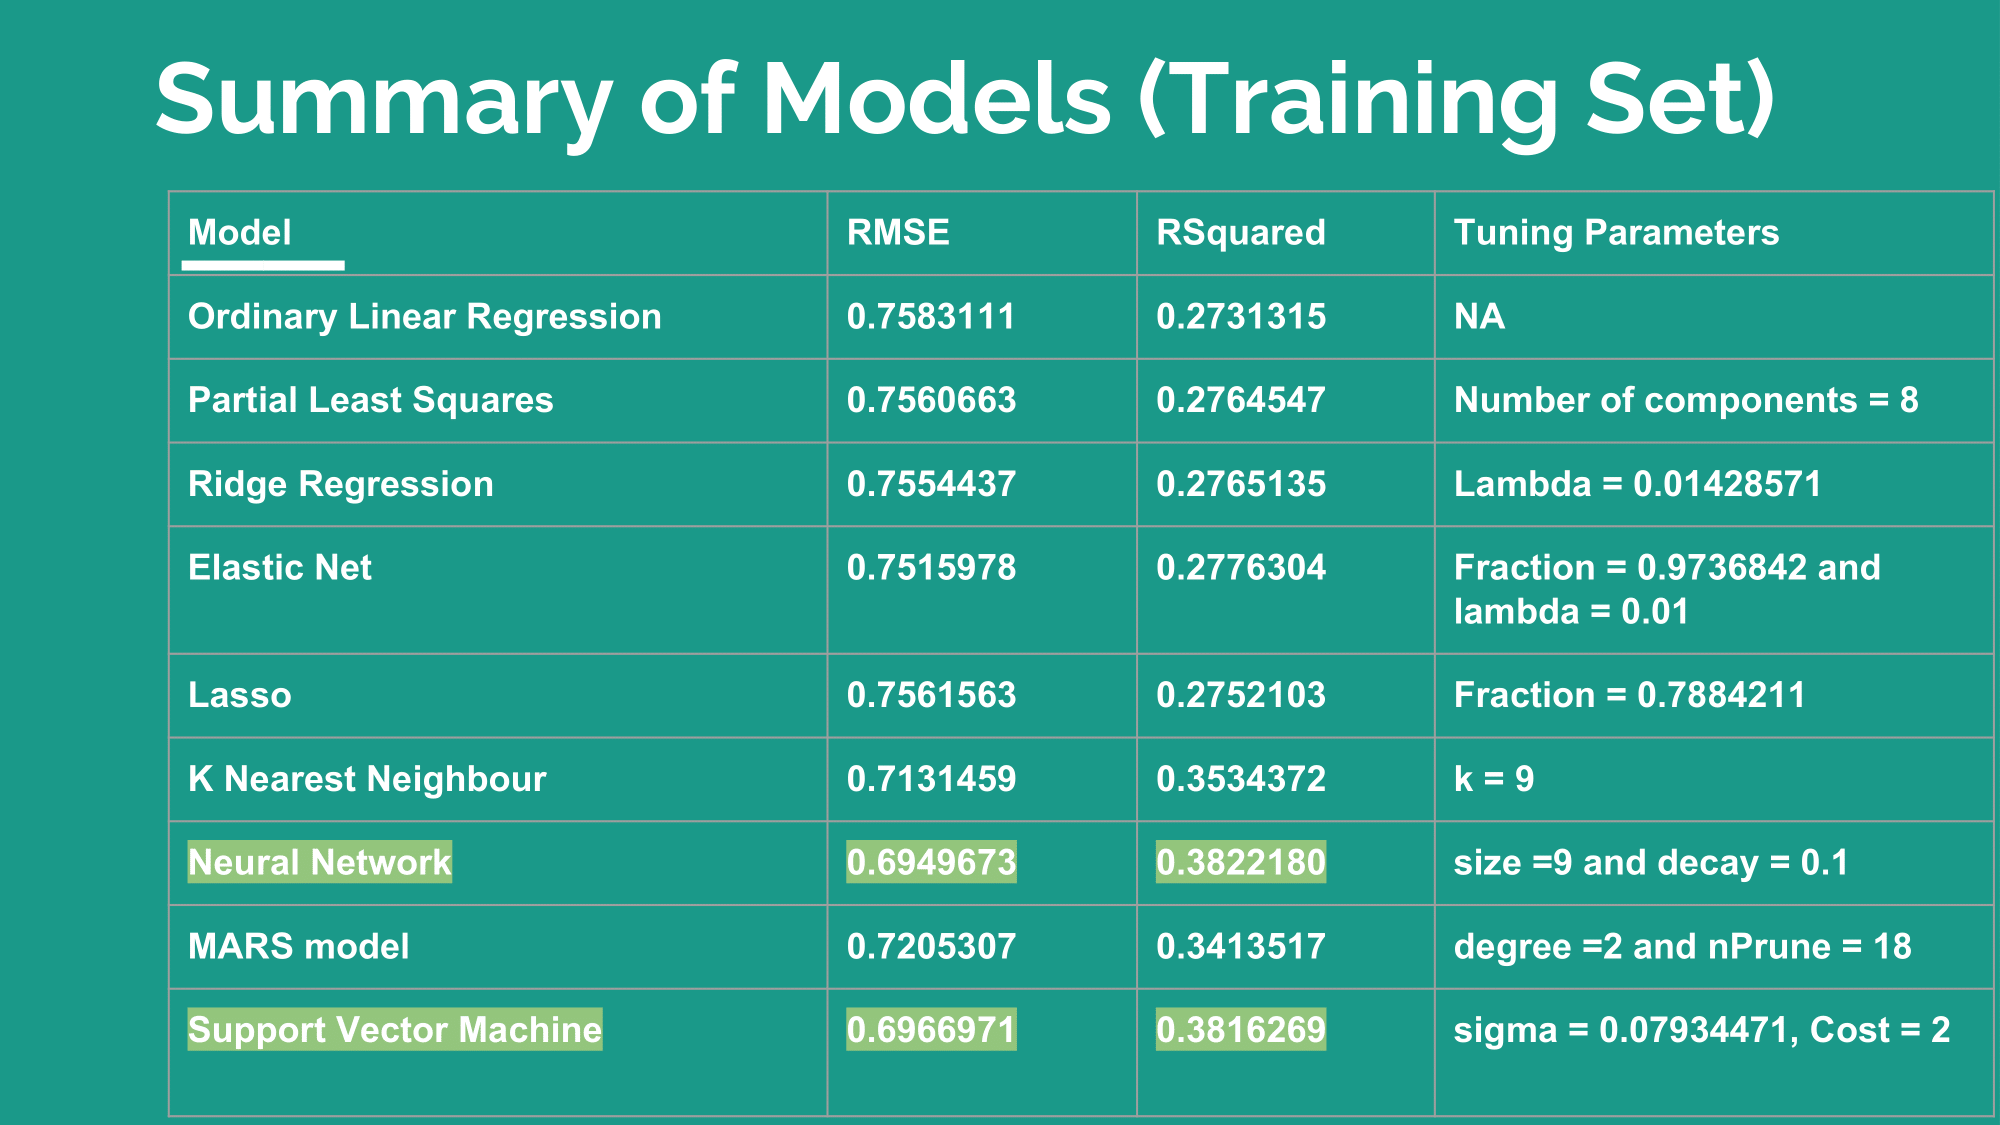 Summary of Models (Training Set)
Model RMSE RSquared Tuning Parameters
Ordinary Linear Regression 0.7583111 0.2731315 NA
Partial Least Squares 0.7560663 0.2764547 Number of components = 8
Ridge Regression 0.7554437 0.2765135 Lambda = 0.01428571
Elastic Net 0.7515978 0.2776304 Fraction = 0.9736842 and
lambda = 0.01
Lasso 0.7561563 0.2752103 Fraction = 0.7884211
K Nearest Neighbour 0.7131459 0.3534372 k = 9
Neural Network 0.6949673 0.3822180 size =9 and decay = 0.1
MARS model 0.7205307 0.3413517 degree =2 and nPrune = 18
Support Vector Machine 0.6966971 0.3816269 sigma = 0.07934471, Cost = 2